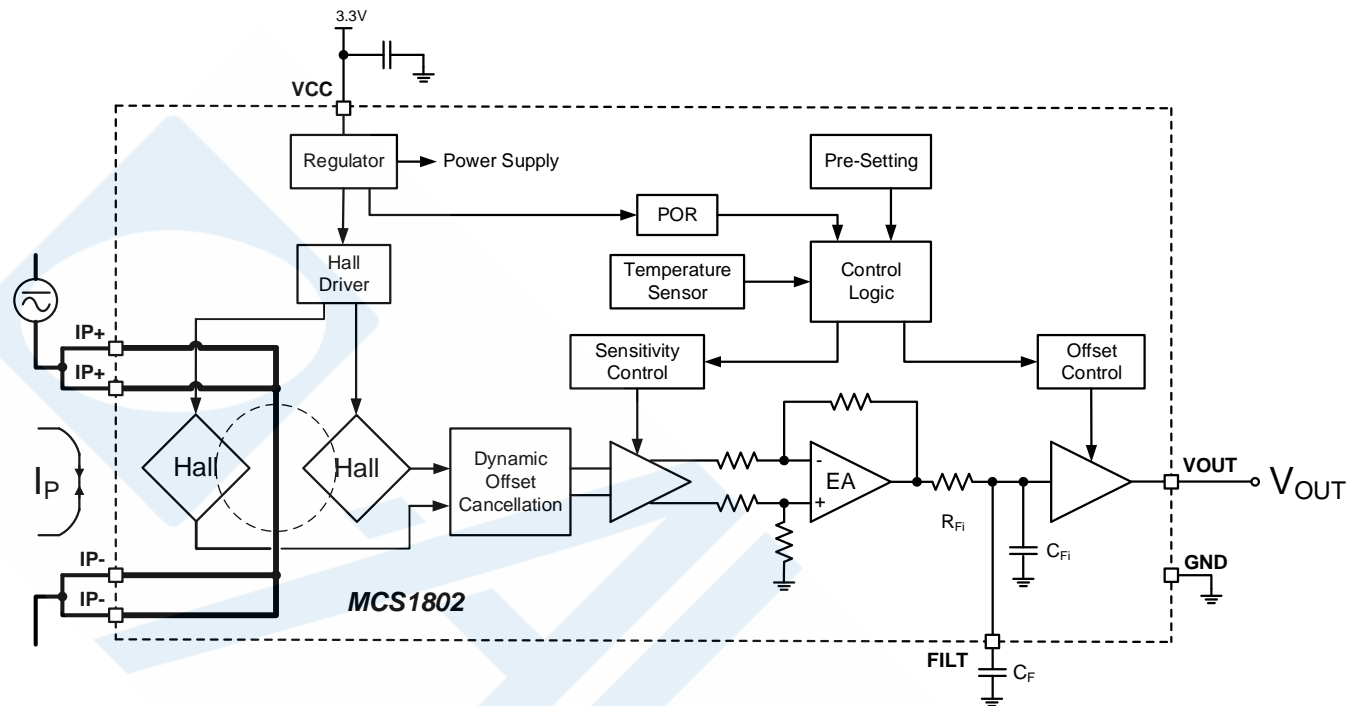 3.3V
VCC
Regulator
Power Supply
Pre-Setting
POR
Hall
Driver
Temperature
Sensor
Control
Logic
IP+
IP+
Sensitivity
Control
Offset
Control
Hall
Hall
Dynamic
Offset
Cancellation
-
+
EA
IP
RFi
CFi
VOUT
VOUT
GND
IP-
IP-
MCS1802
FILT
CF